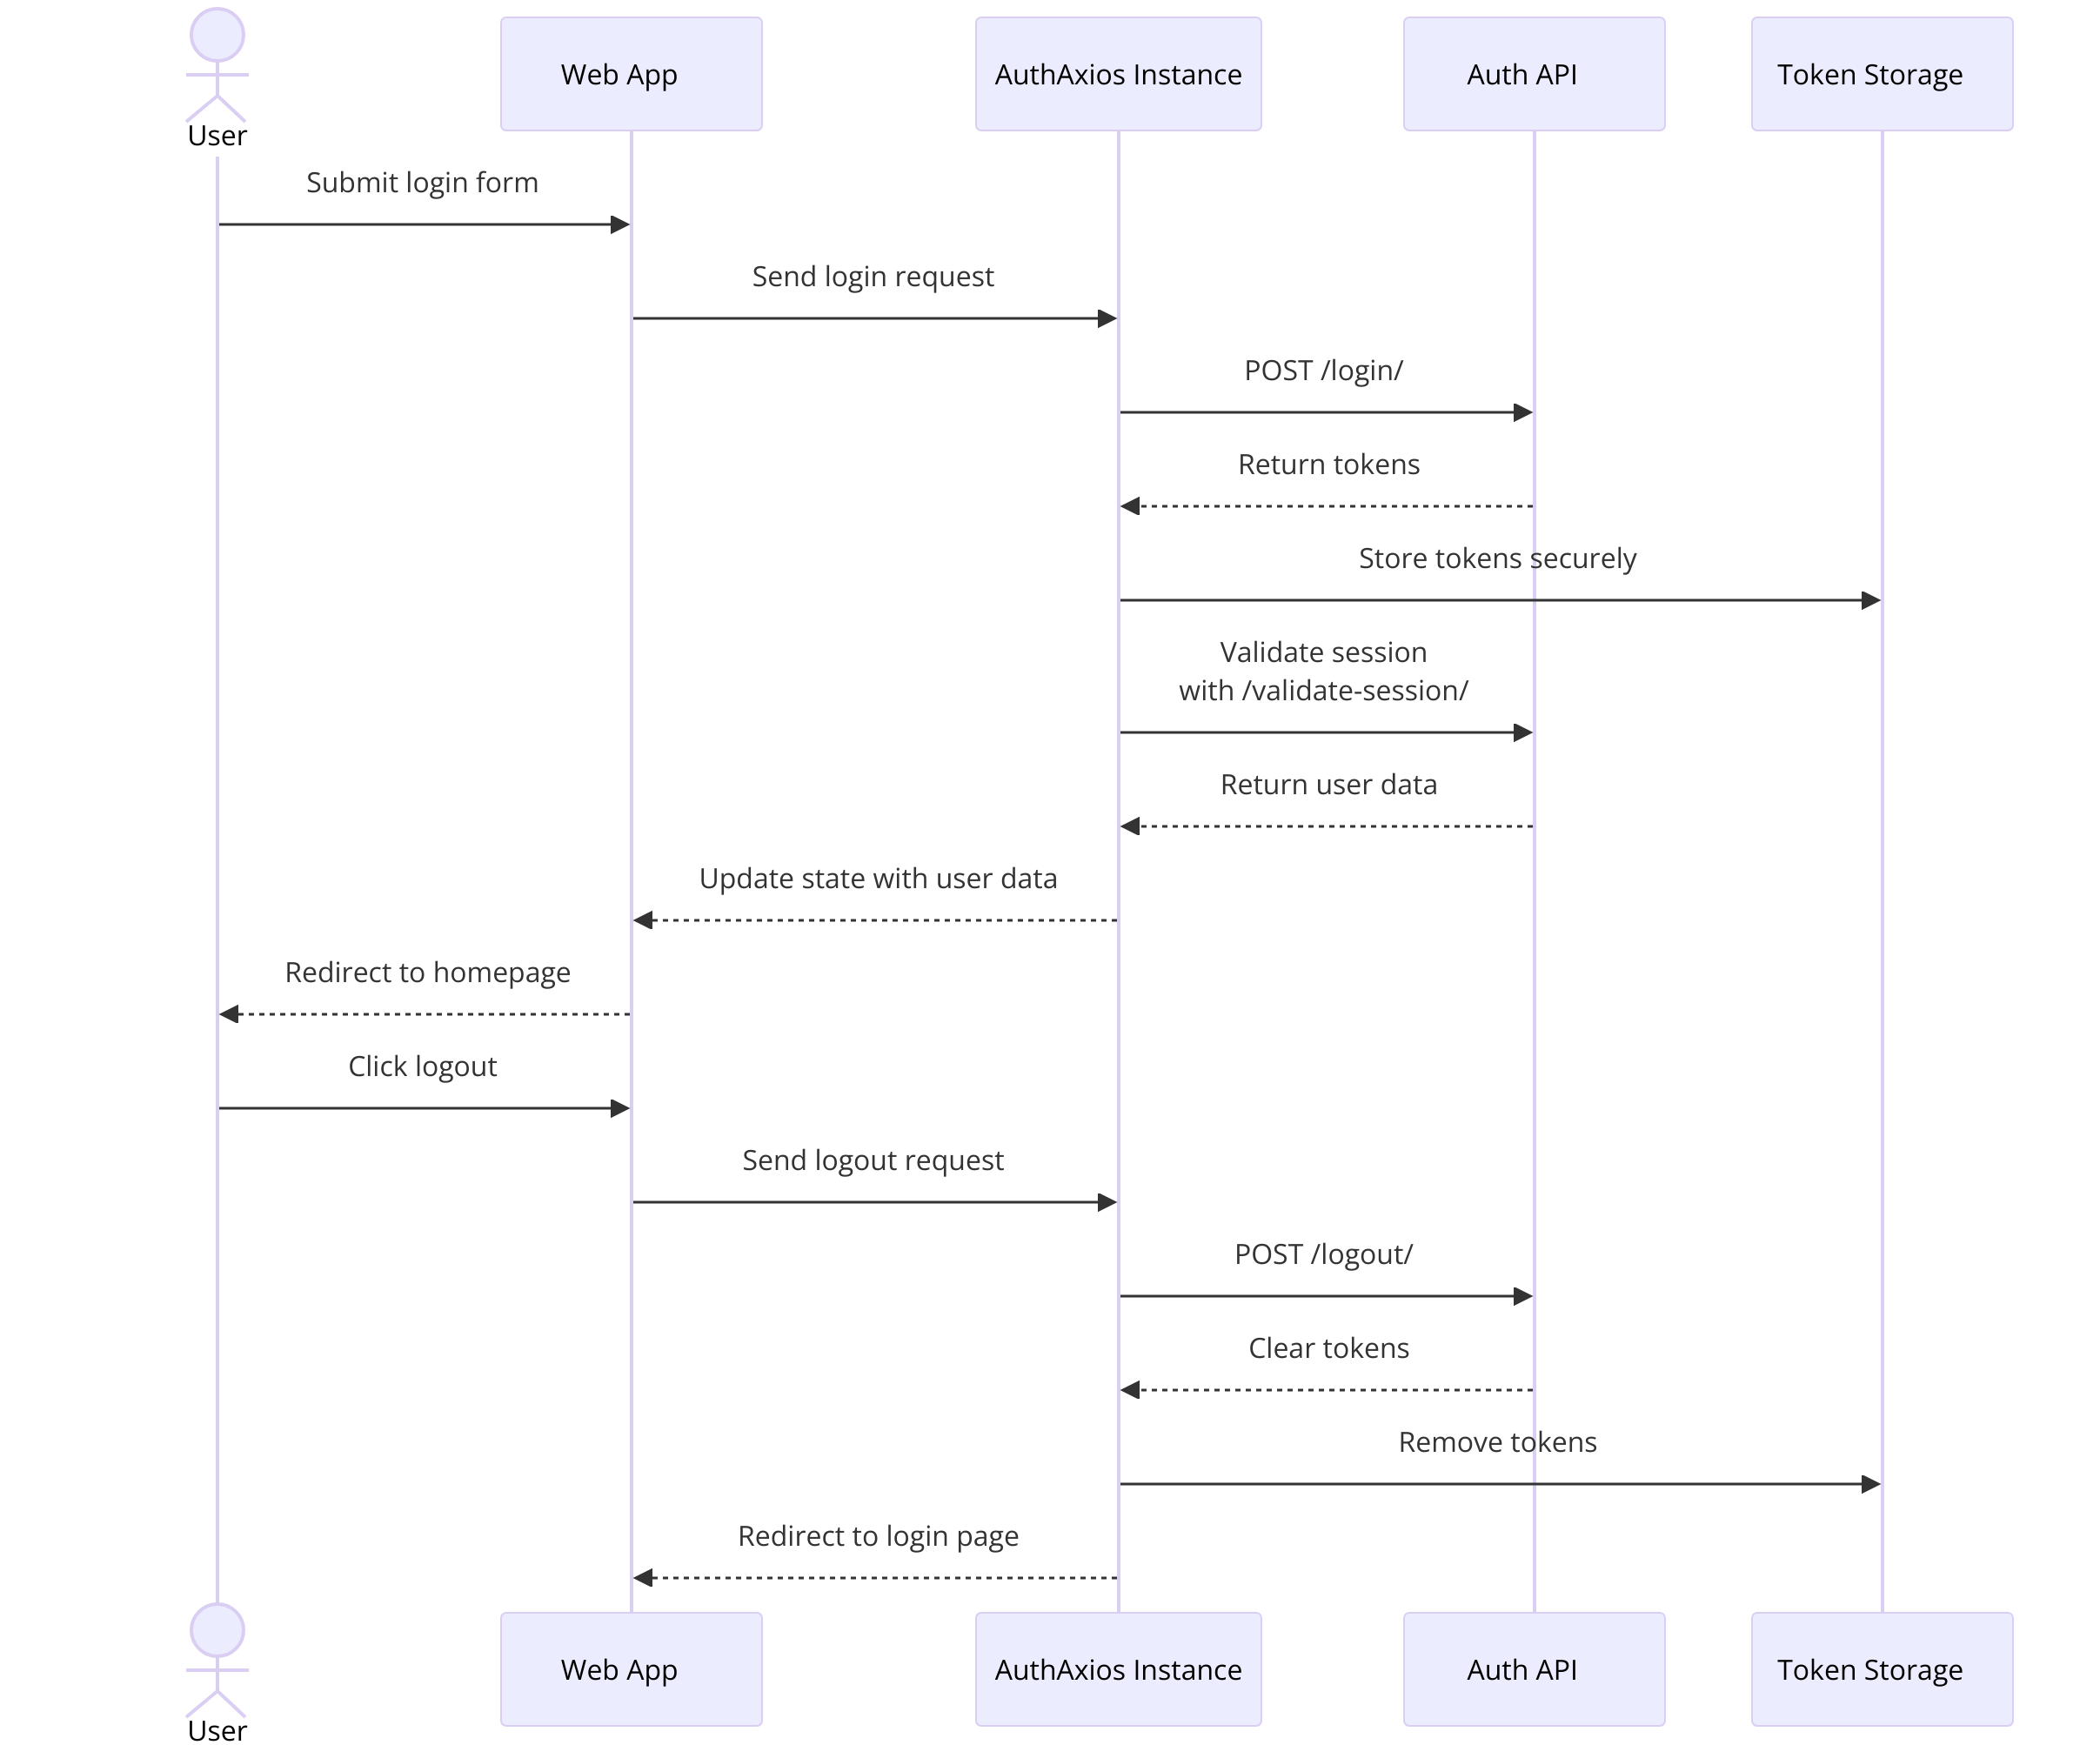 User
Web App
AuthAxios Instance
Auth API
Token Storage
Submit login form
Send login request
POST /login/
Return tokens
Store tokens securely
Validate session
with /validate-session/
Return user data
Update state with user data
Redirect to homepage
Click logout
Send logout request
POST /logout/
Clear tokens
Remove tokens
Redirect to login page
User
Web App
AuthAxios Instance
Auth API
Token Storage